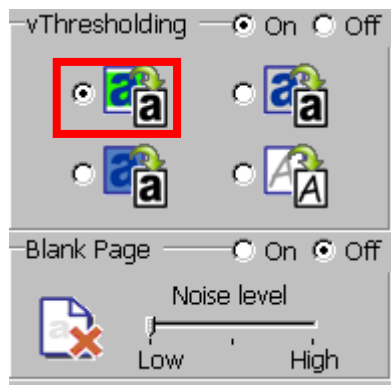 vThresholding On Off
a a a a
a a A A
Blank Page On Off
a
Noise level
Low High